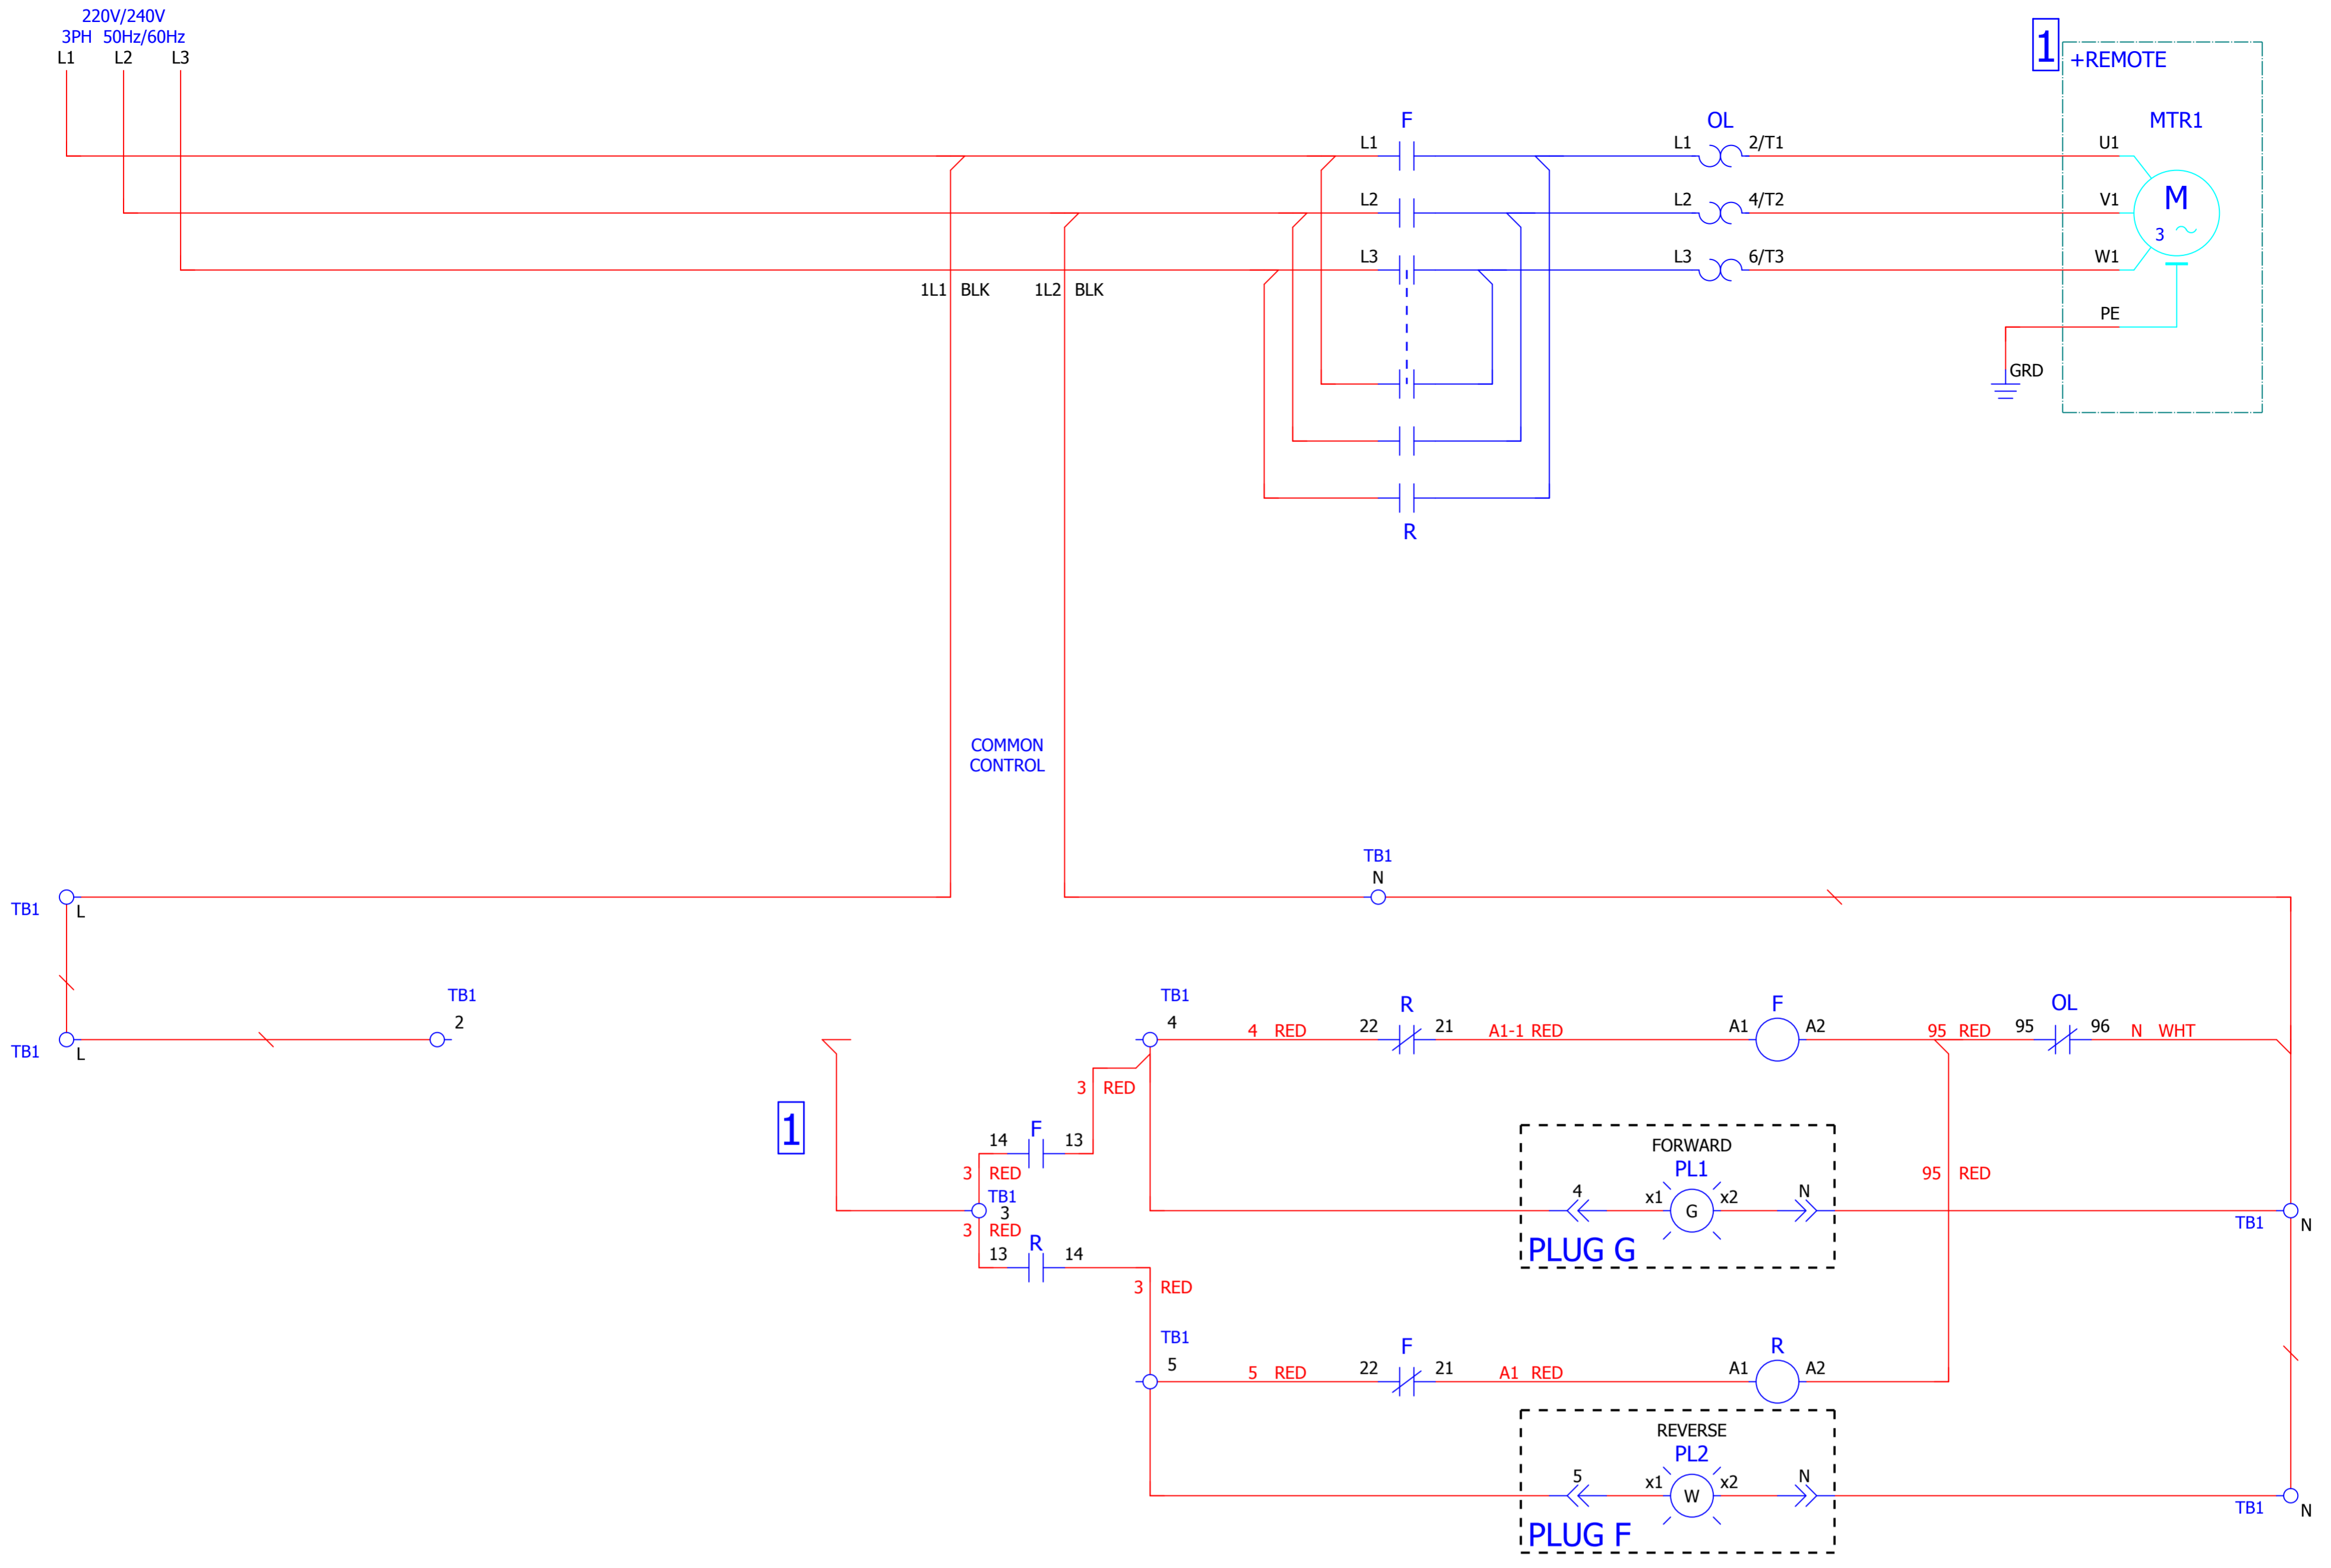 220V/240V
3PH 50Hz/60Hz
L1 L2 L3
1
+REMOTE
F OL MTR1
L1 L1 2/T1 U1
L2 L2 4/T2 V1
M
3
L3 L3 6/T3 W1
1L1 BLK 1L2 BLK
PE
GRD
R
COMMON
CONTROL
TB1
N
TB1 L
TB1
2
TB1
4
TB1 L
R F OL
4 RED 22 21 A1-1 RED A1 A2 95 RED 95 96 N WHT
3 RED
1
F
14 13
3 RED
TB1
3
3 RED
R
13 14
FORWARD
PL1
4 x1 G x2 N
PLUG G
95 RED
TB1 N
3 RED
TB1
5
F R
5 RED 22 21 A1 RED A1 A2
REVERSE
PL2
5 x1 W x2 N
PLUG F
TB1 N